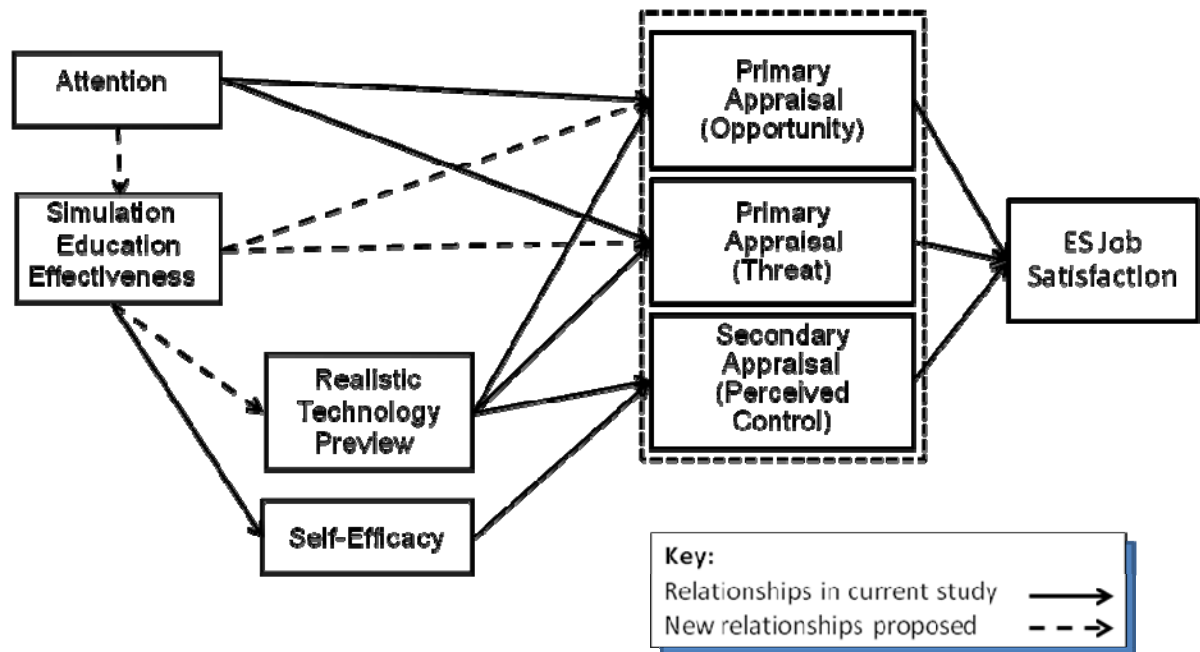 Attention
Simulation
Education
Effectiveness
Realistic
Technology
Preview
Self-Efficacy
Primary
Appraisal
(Opportunity)
Primary
Appraisal
(Threat)
Secondary
Appraisal
(Perceived
Control)
ES Job
Satisfaction
Key:
Relationships in current study
New relationships proposed